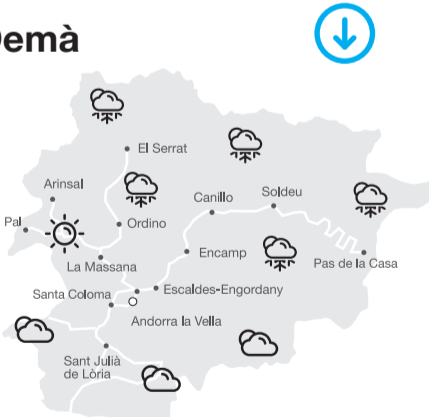 Demà
El Serrat
Arinsal
Canillo
Soldeu
Pal
Ordino
Encamp
La Massana
Pas de la Casa
Santa Coloma
Escaldes-Engordany
Andorra la Vella
Sant Julià
de Lòria